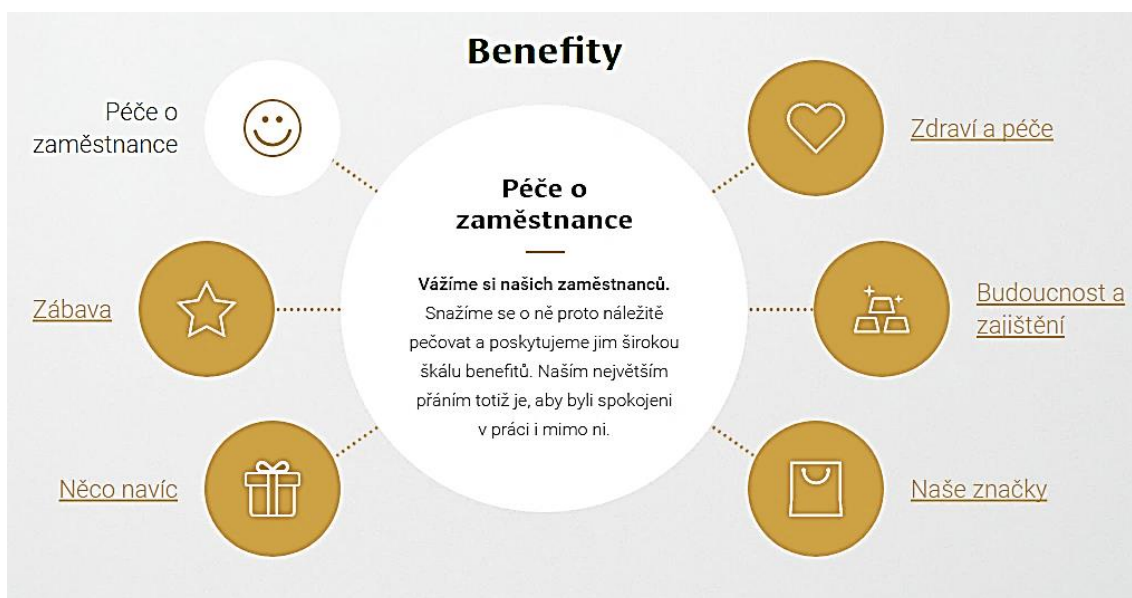 Benefity
Péče o
zaměstnance
Zábava
Něco navíc
Péče o
zaměstnance
Vážíme si našich zaměstnanců.
Snažíme se o ně proto náležitě
pečovat a poskytujeme jim širokou
škálu benefitů. Naším největším
přáním totiž je, aby byli spokojeni
v práci i mimo ni.
Zdraví a péče
Budoucnost a
zajištění
Naše značky